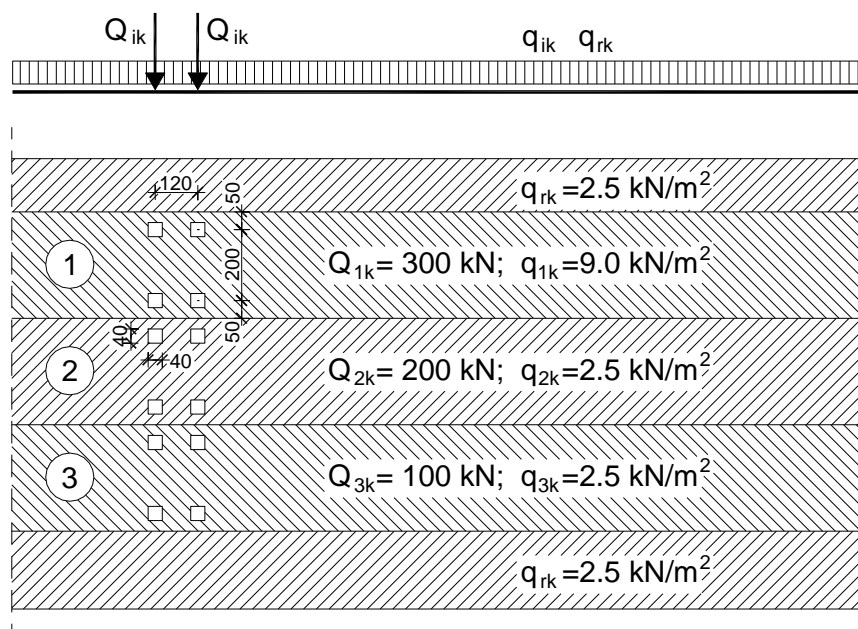 Q ik Q ik q ik q rk
120
50
q rk =2.5 kN/m²
1
200
Q 1k = 300 kN; q 1k =9.0 kN/m²
50
40
40
2
Q 2k = 200 kN; q 2k =2.5 kN/m²
3
Q 3k = 100 kN; q 3k =2.5 kN/m²
q rk =2.5 kN/m²